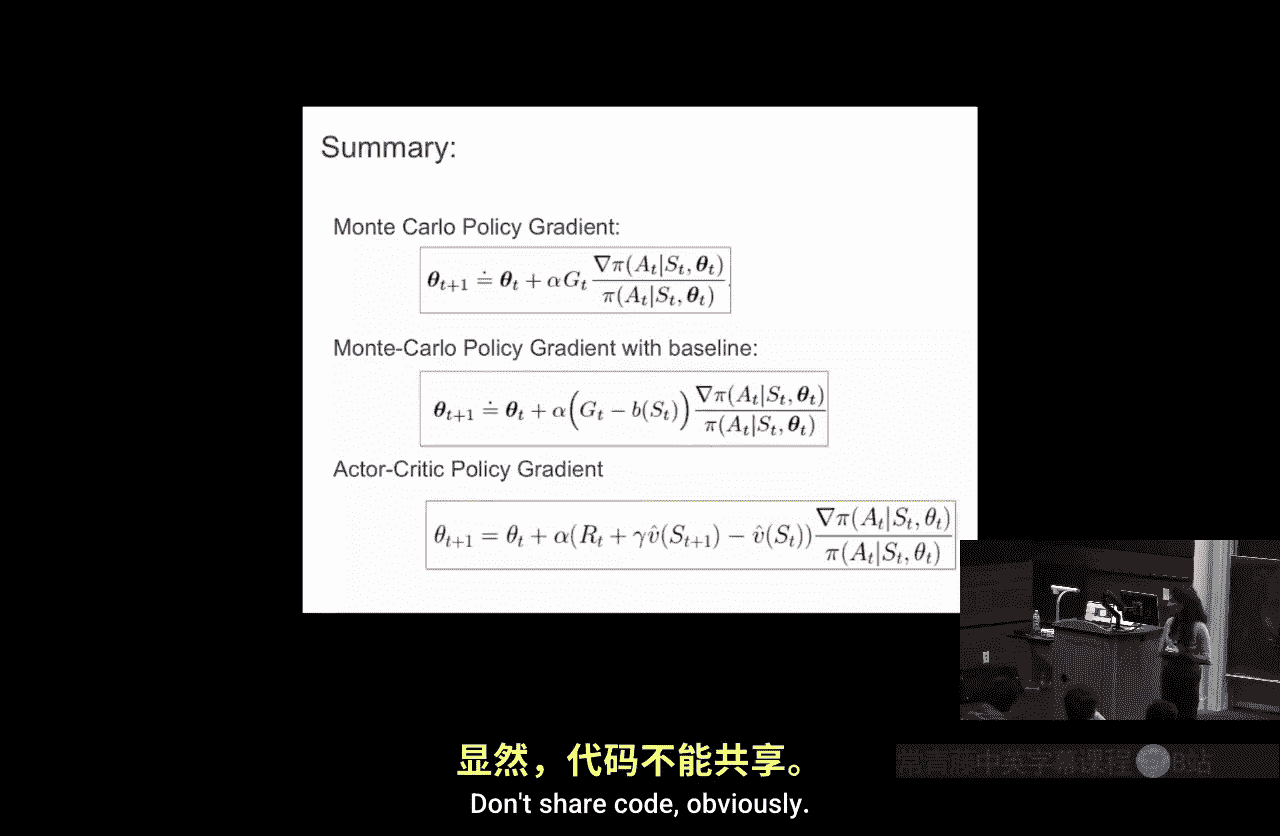 Summary:
Monte Carlo Policy Gradient:
θ_{t+1} ≐ θ_t + αG_t ∇π(A_t|S_t, θ_t) / π(A_t|S_t, θ_t)
Monte-Carlo Policy Gradient with baseline:
θ_{t+1} ≐ θ_t + α(G_t − b(S_t)) ∇π(A_t|S_t, θ_t) / π(A_t|S_t, θ_t)
Actor-Critic Policy Gradient
θ_{t+1} = θ_t + α(R_t + γv̂(S_{t+1}) − v̂(S_t)) ∇π(A_t|S_t, θ_t) / π(A_t|S_t, θ_t)
显然，代码不能共享。
Don't share code, obviously.